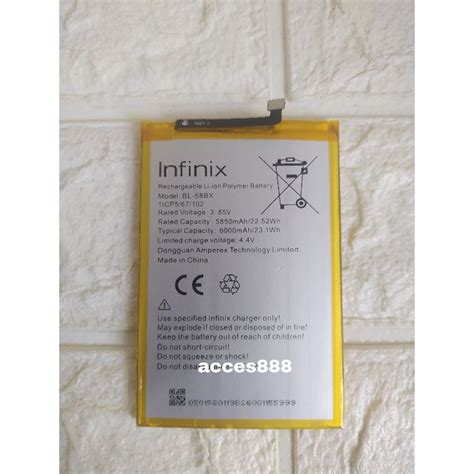 Infinix
Rechargeable Li-ion Polymer Battery
Model: BL-58BX
1ICP5/67/102
Rated Voltage: 3.85V
Rated Capacity: 5850mAh/22.52Wh
Typical Capacity: 6000mAh/23.1Wh
Limited charge voltage: 4.4V
Dongguan Amperex Technology Limited.
Made in China
CE
Use specified Infinix charger only!
May explode if closed or disposed of in fire!
Keep the battery out of reach of children!
Do not short-circuit!
Do not squeeze or shock!
Do not
acces888